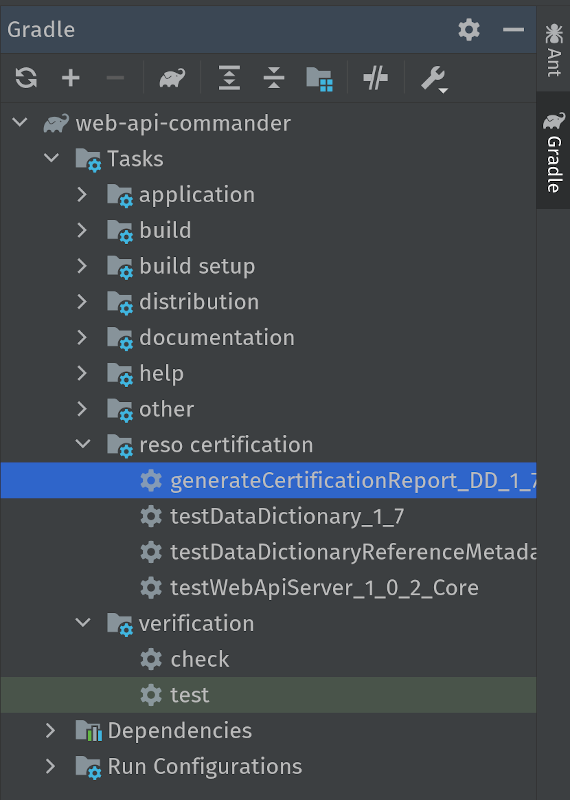 Gradle
Ant
Gradle
web-api-commander
Tasks
application
build
build setup
distribution
documentation
help
other
reso certification
generateCertificationReport_DD_1_7
testDataDictionary_1_7
testDataDictionaryReferenceMetada
testWebApiServer_1_0_2_Core
verification
check
test
Dependencies
Run Configurations